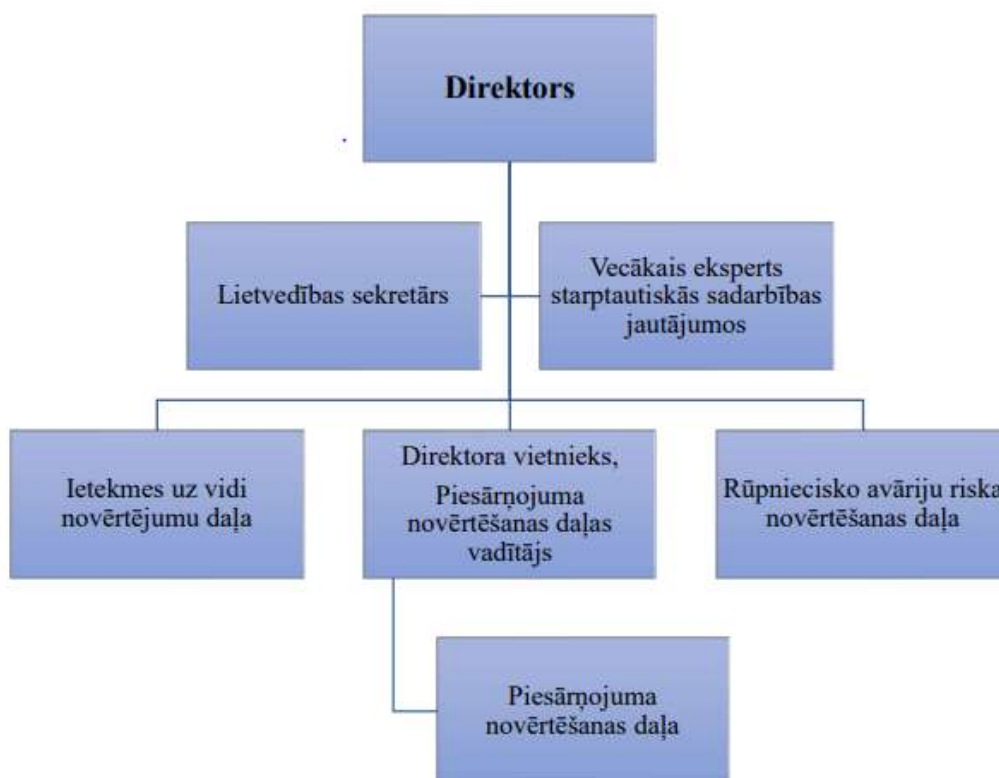 Direktors
Lietvedības sekretārs
Vecākais eksperts
starptautiskās sadarbības
jautājumos
Ietekmes uz vidi
novērtējumu daļa
Direktora vietnieks,
Piesārņojuma
novērtēšanas daļas
vadītājs
Rūpniecisko avāriju riska
novērtēšanas daļa
Piesārņojuma
novērtēšanas daļa